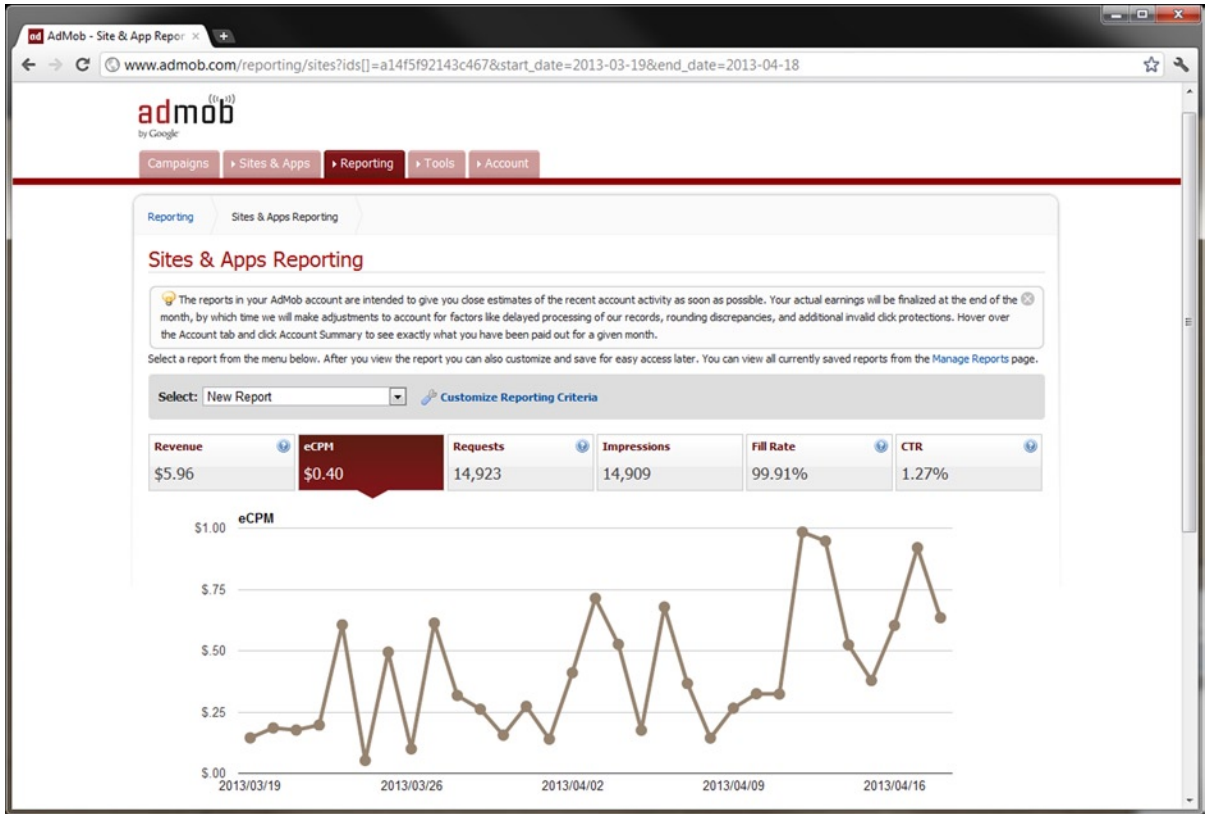 ad AdMob - Site & App Repor
www.admob.com/reporting/sites?ids[]=a14f5f92143c467&start_date=2013-03-19&end_date=2013-04-18
admob
by Google
Campaigns Sites & Apps Reporting Tools Account
Reporting Sites & Apps Reporting
Sites & Apps Reporting
The reports in your AdMob account are intended to give you close estimates of the recent account activity as soon as possible. Your actual earnings will be finalized at the end of the
month, by which time we will make adjustments to account for factors like delayed processing of our records, rounding discrepancies, and additional invalid click protections. Hover over
the Account tab and click Account Summary to see exactly what you have been paid out for a given month.
Select a report from the menu below. After you view the report you can also customize and save for easy access later. You can view all currently saved reports from the Manage Reports page.
Select: New Report Customize Reporting Criteria
Revenue eCPM Requests Impressions Fill Rate CTR
$5.96 $0.40 14,923 14,909 99.91% 1.27%
eCPM
$1.00
$.75
$.50
$.25
$.00
2013/03/19 2013/03/26 2013/04/02 2013/04/09 2013/04/16